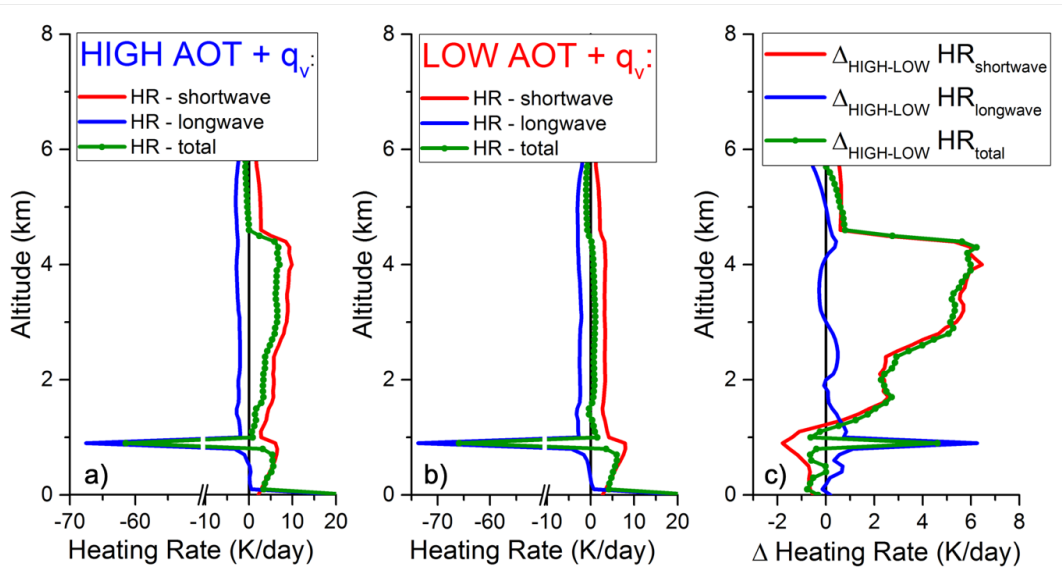 HIGH AOT + qv:
HR - shortwave
HR - longwave
HR - total
LOW AOT + qv:
HR - shortwave
HR - longwave
HR - total
ΔHIGH-LOW HRshortwave
ΔHIGH-LOW HRlongwave
ΔHIGH-LOW HRtotal
8
6
4
2
0
Altitude (km)
a)
-70 -60 -10 0 10 20
Heating Rate (K/day)
8
6
4
2
0
Altitude (km)
b)
-70 -60 -10 0 10 20
Heating Rate (K/day)
8
6
4
2
0
Altitude (km)
c)
-2 0 2 4 6 8
Δ Heating Rate (K/day)